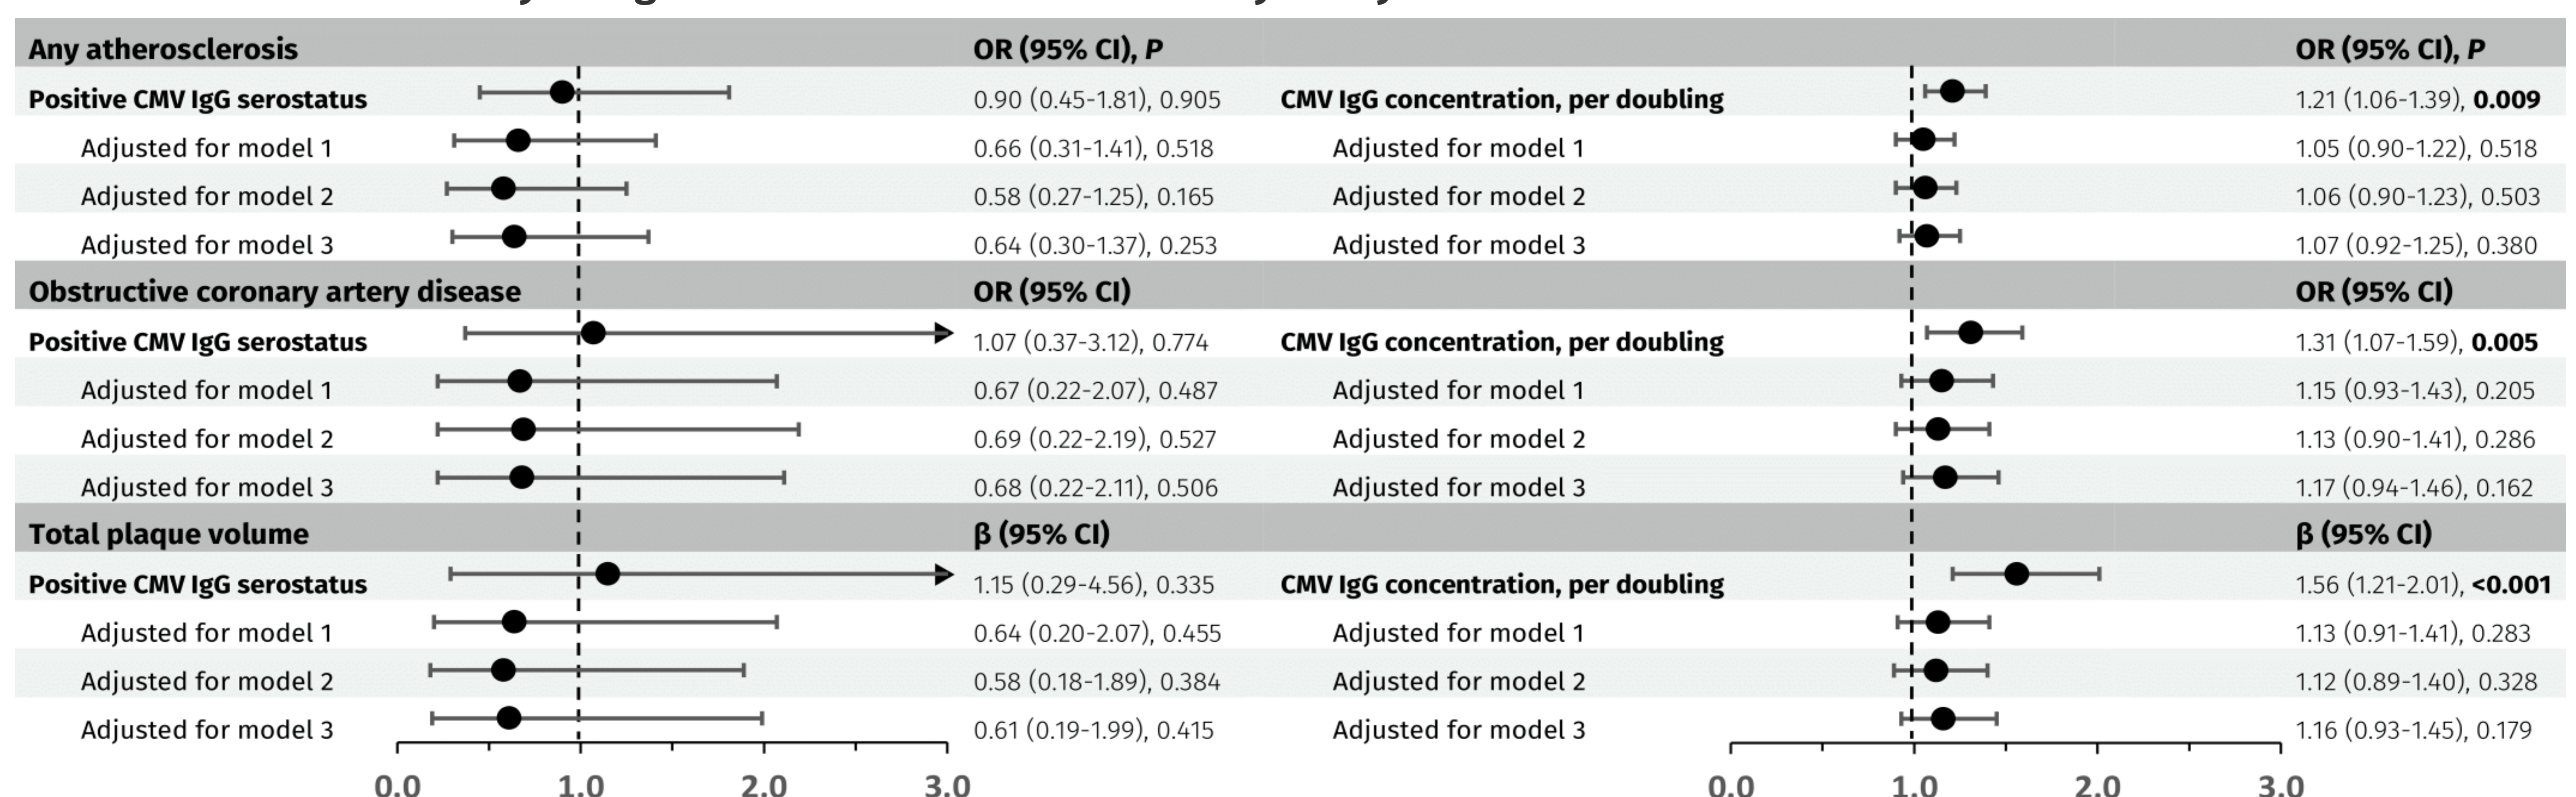 Any atherosclerosis OR (95% CI), P OR (95% CI), P
Positive CMV IgG serostatus 0.90 (0.45-1.81), 0.905 CMV IgG concentration, per doubling 1.21 (1.06-1.39), 0.009
Adjusted for model 1 0.66 (0.31-1.41), 0.518 Adjusted for model 1 1.05 (0.90-1.22), 0.518
Adjusted for model 2 0.58 (0.27-1.25), 0.165 Adjusted for model 2 1.06 (0.90-1.23), 0.503
Adjusted for model 3 0.64 (0.30-1.37), 0.253 Adjusted for model 3 1.07 (0.92-1.25), 0.380
Obstructive coronary artery disease OR (95% CI) OR (95% CI)
Positive CMV IgG serostatus 1.07 (0.37-3.12), 0.774 CMV IgG concentration, per doubling 1.31 (1.07-1.59), 0.005
Adjusted for model 1 0.67 (0.22-2.07), 0.487 Adjusted for model 1 1.15 (0.93-1.43), 0.205
Adjusted for model 2 0.69 (0.22-2.19), 0.527 Adjusted for model 2 1.13 (0.90-1.41), 0.286
Adjusted for model 3 0.68 (0.22-2.11), 0.506 Adjusted for model 3 1.17 (0.94-1.46), 0.162
Total plaque volume β (95% CI) β (95% CI)
Positive CMV IgG serostatus 1.15 (0.29-4.56), 0.335 CMV IgG concentration, per doubling 1.56 (1.21-2.01), <0.001
Adjusted for model 1 0.64 (0.20-2.07), 0.455 Adjusted for model 1 1.13 (0.91-1.41), 0.283
Adjusted for model 2 0.58 (0.18-1.89), 0.384 Adjusted for model 2 1.12 (0.89-1.40), 0.328
Adjusted for model 3 0.61 (0.19-1.99), 0.415 Adjusted for model 3 1.16 (0.93-1.45), 0.179
0.0 1.0 2.0 3.0 0.0 1.0 2.0 3.0